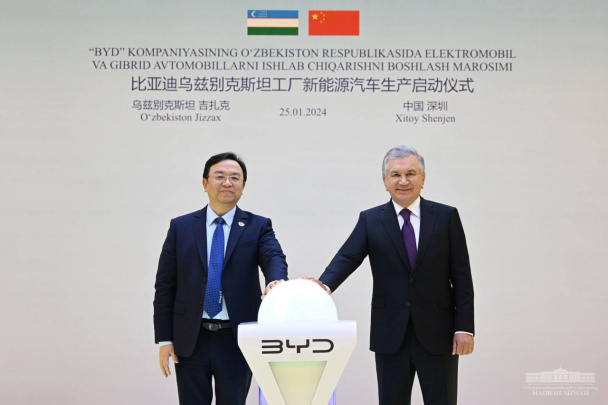 "BYD" KOMPANIYASINING O‘ZBEKISTON RESPUBLIKASIDA ELEKTROMOBIL
VA GIBRID AVTOMOBILLARNI ISHLAB CHIQARISHNI BOSHLASH MAROSIMI
比亚迪乌兹别克斯坦工厂新能源汽车生产启动仪式
乌兹别克斯坦 吉扎克
O‘zbekiston Jizzax
25.01.2024
中国 深圳
Xitoy Shenjen
BYD
MATBUOT XIZMATI